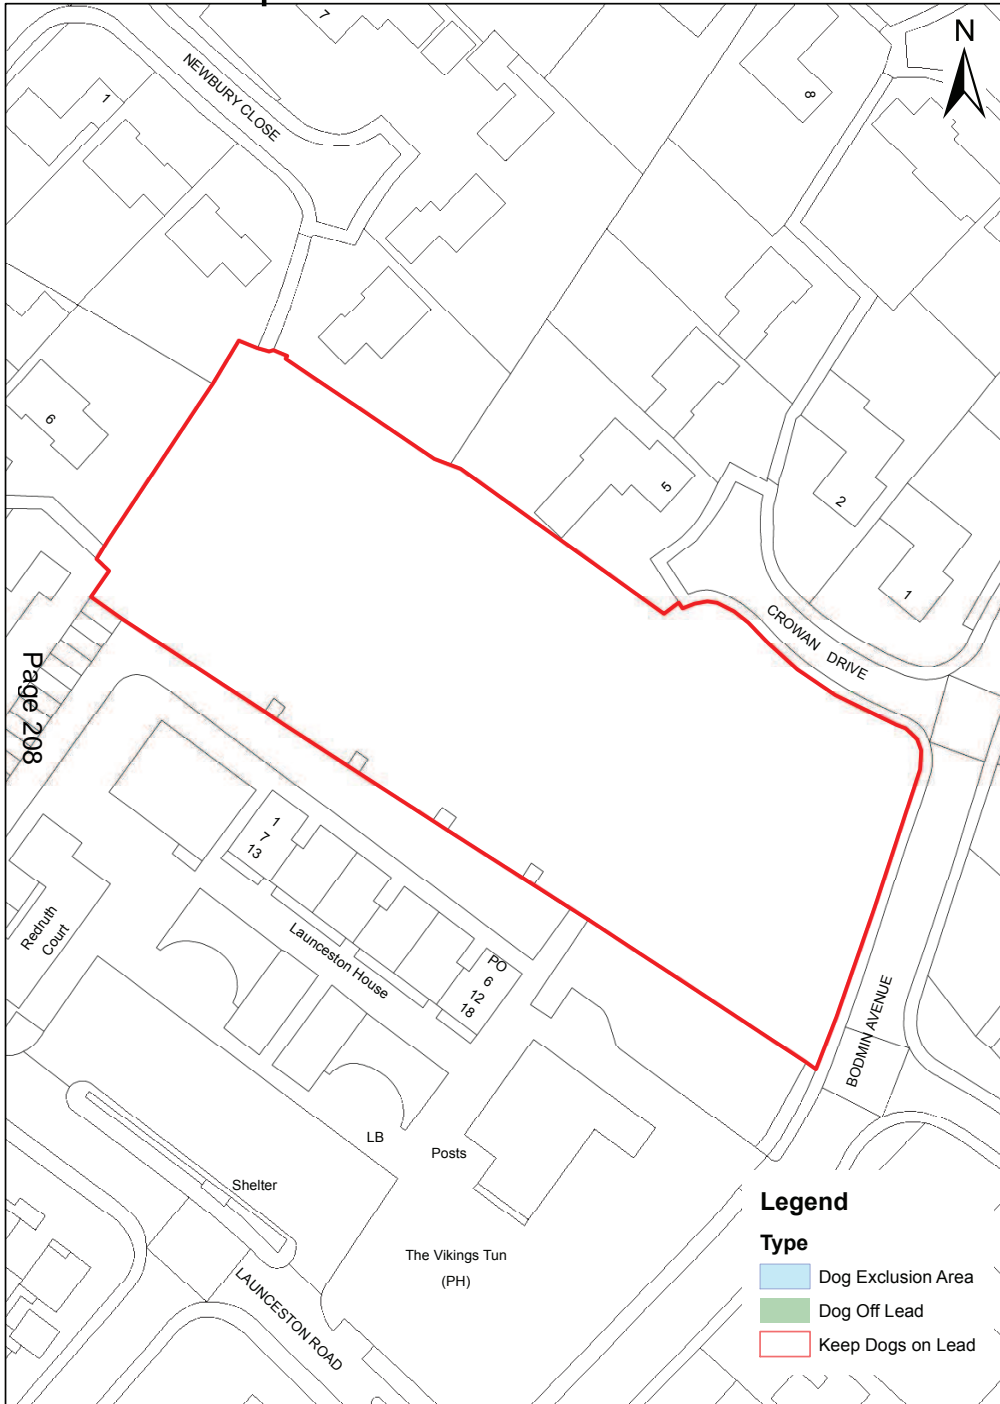 7
N
NEWBURY CLOSE
1
8
6
5
2
1
CROWAN DRIVE
Page 208
1
7
13
Redruth
Court
Launceston House
PO
6
12
18
BODMIN AVENUE
LB
Posts
Shelter
The Vikings Tun
(PH)
LAUNCESTON ROAD
Legend
Type
Dog Exclusion Area
Dog Off Lead
Keep Dogs on Lead